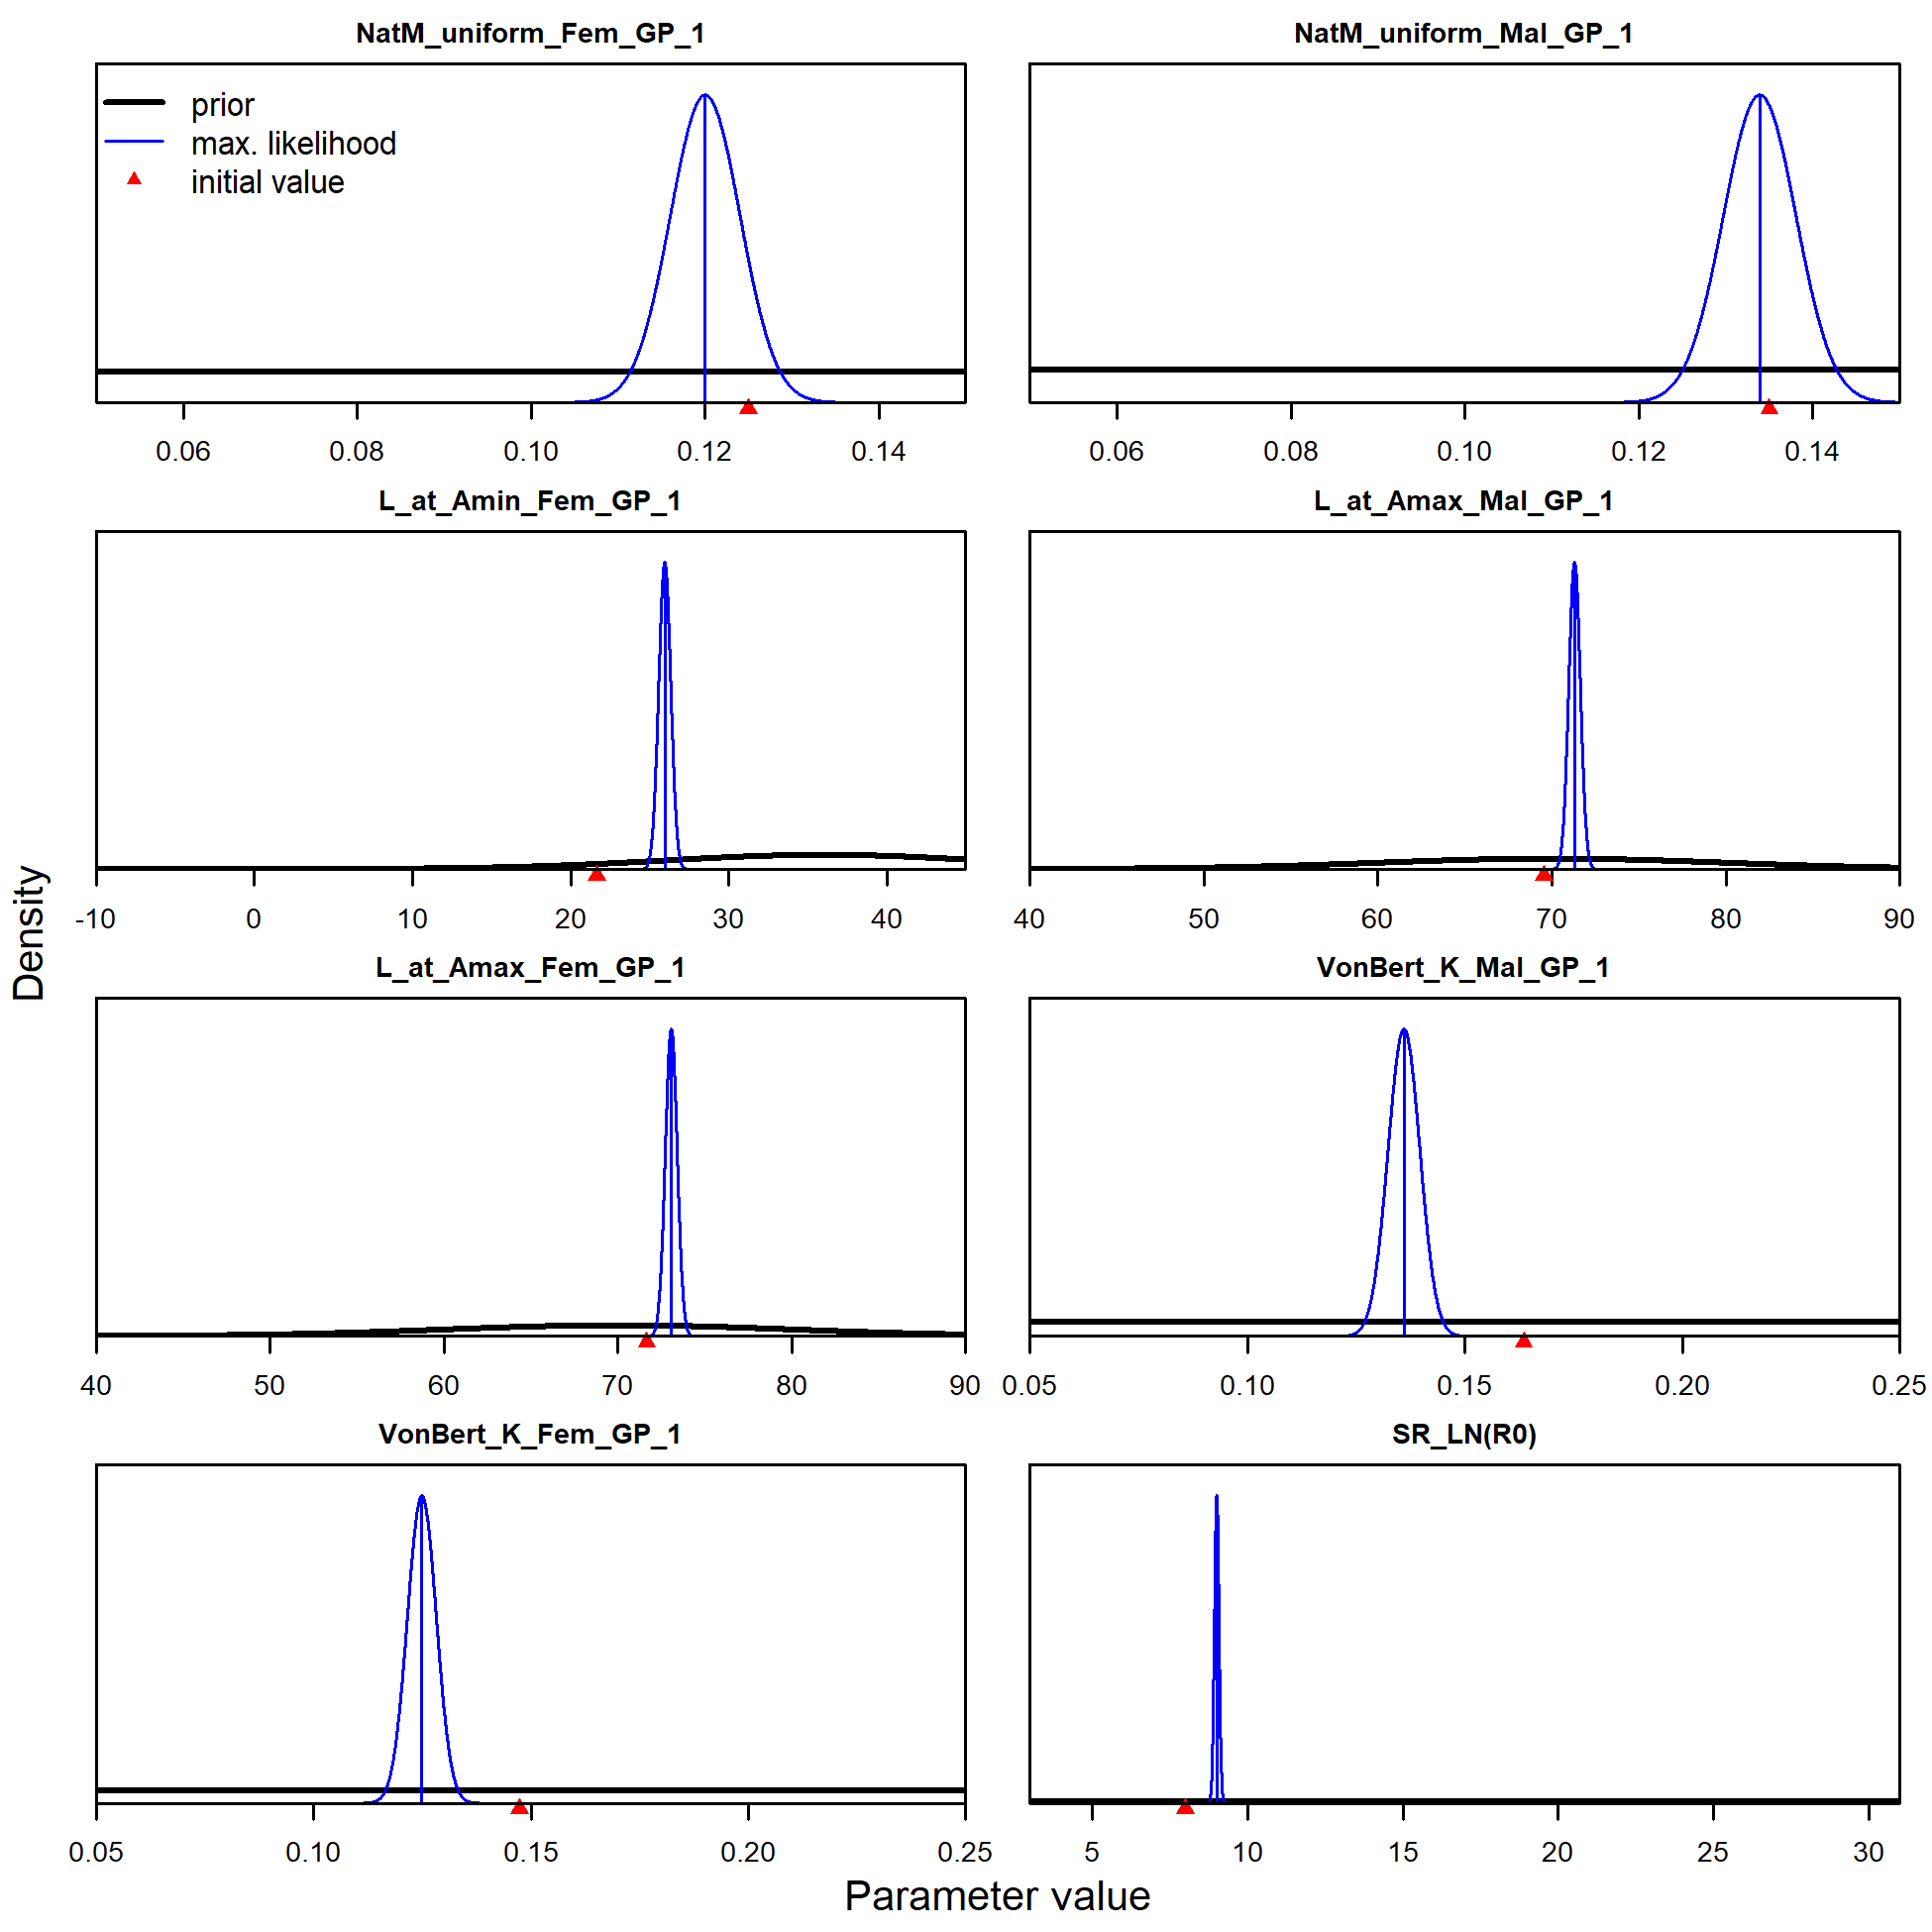 NatM_uniform_Fem_GP_1
prior
max. likelihood
initial value
0.06 0.08 0.10 0.12 0.14
NatM_uniform_Mal_GP_1
0.06 0.08 0.10 0.12 0.14
L_at_Amin_Fem_GP_1
-10 0 10 20 30 40
L_at_Amax_Mal_GP_1
40 50 60 70 80 90
L_at_Amax_Fem_GP_1
40 50 60 70 80 90
VonBert_K_Mal_GP_1
0.05 0.10 0.15 0.20 0.25
VonBert_K_Fem_GP_1
0.05 0.10 0.15 0.20 0.25
SR_LN(R0)
5 10 15 20 25 30
Density
Parameter value